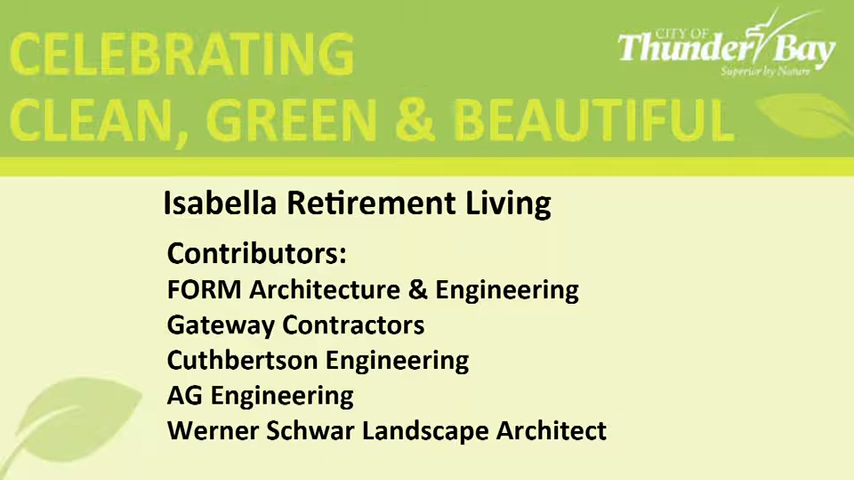 CELEBRATING
CLEAN, GREEN & BEAUTIFUL
CITY OF
Thunder Bay
Superior by Nature
Isabella Retirement Living
Contributors:
FORM Architecture & Engineering
Gateway Contractors
Cuthbertson Engineering
AG Engineering
Werner Schwar Landscape Architect